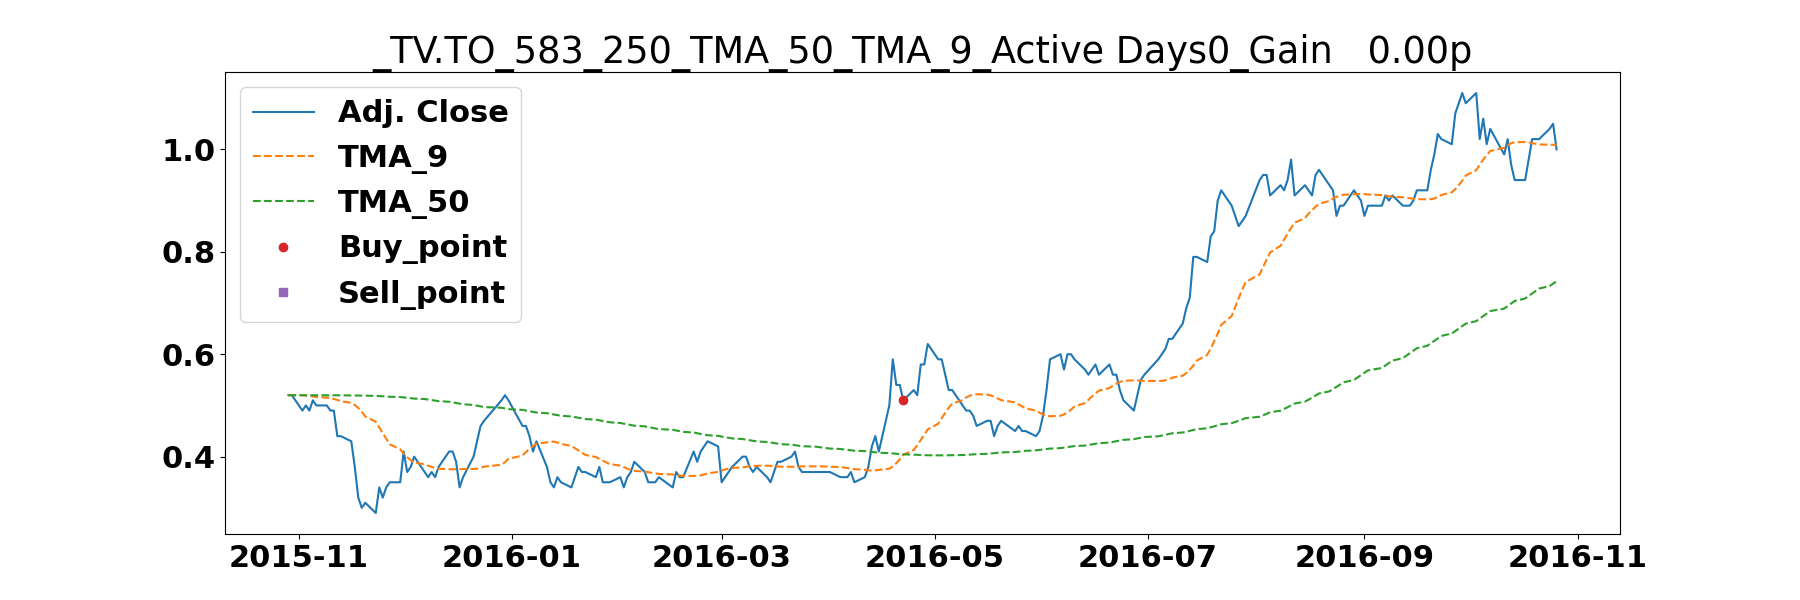 _TV.TO_583_250_TMA_50_TMA_9_Active Days0_Gain   0.00p
Adj. Close
TMA_9
TMA_50
Buy_point
Sell_point
1.0
0.8
0.6
0.4
2015-11 2016-01 2016-03 2016-05 2016-07 2016-09 2016-11